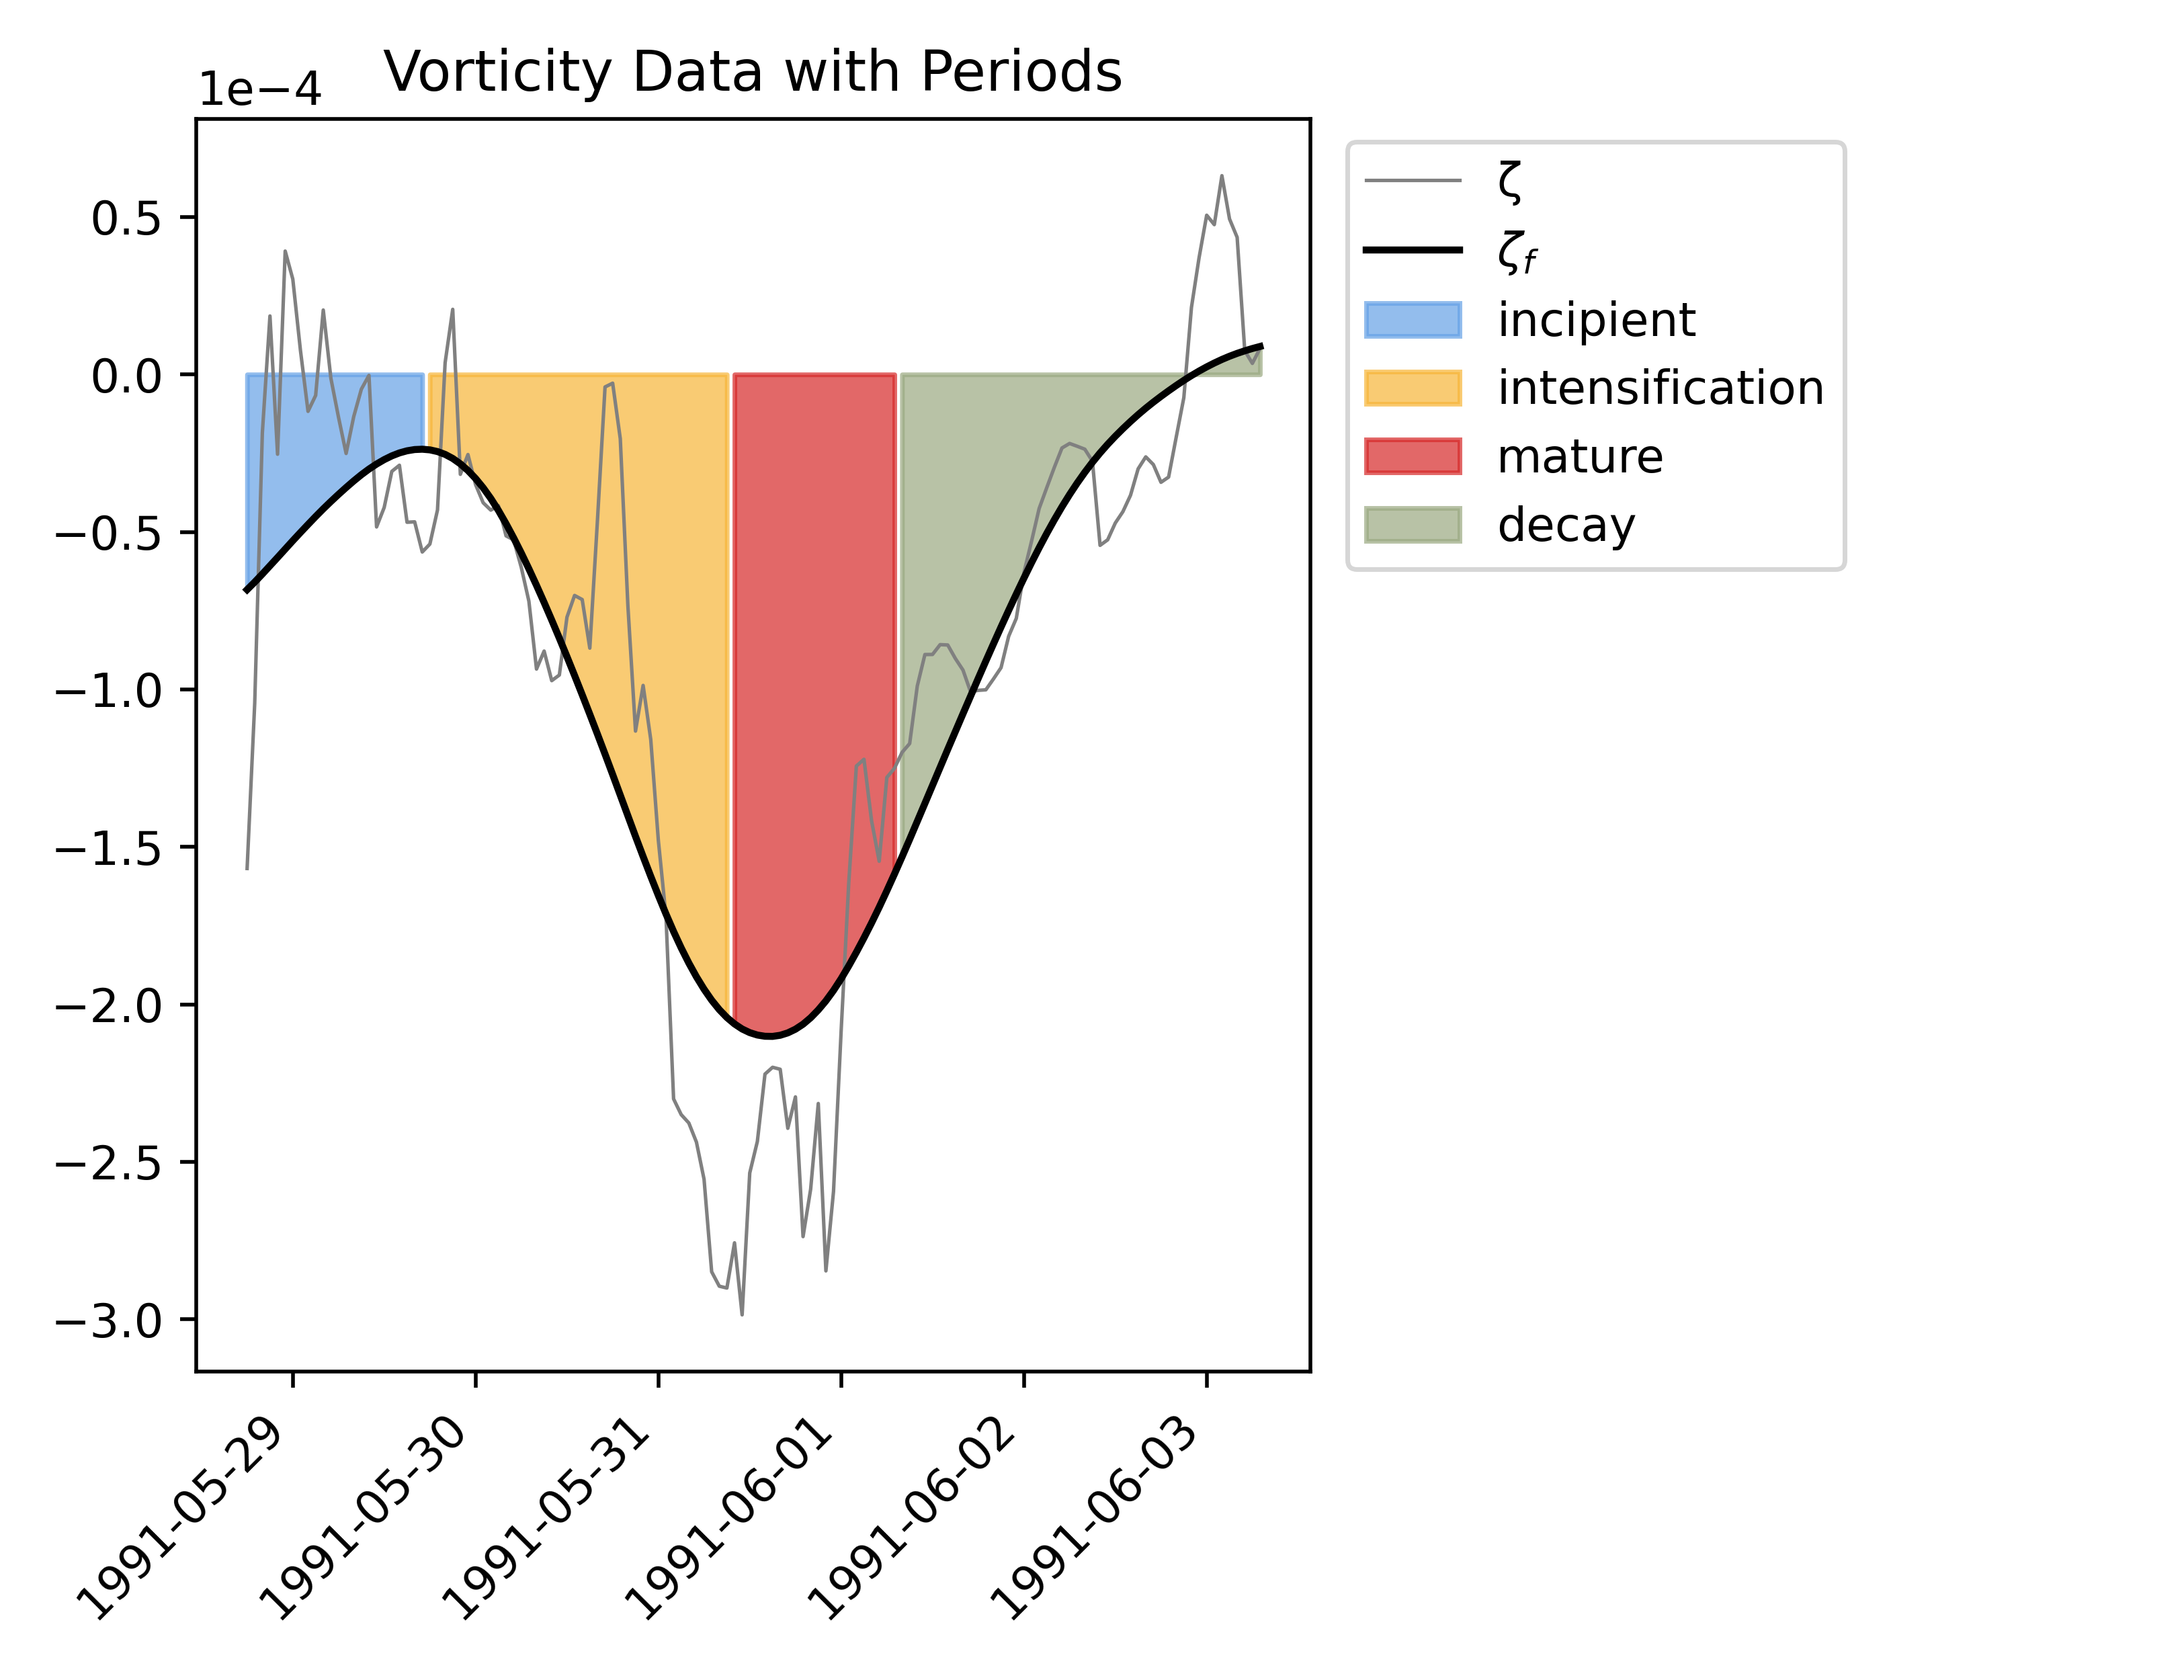 Vorticity Data with Periods
1e−4
0.5
0.0
−0.5
−1.0
−1.5
−2.0
−2.5
−3.0
1991-05-29
1991-05-30
1991-05-31
1991-06-01
1991-06-02
1991-06-03
ζ
ζf
incipient
intensification
mature
decay